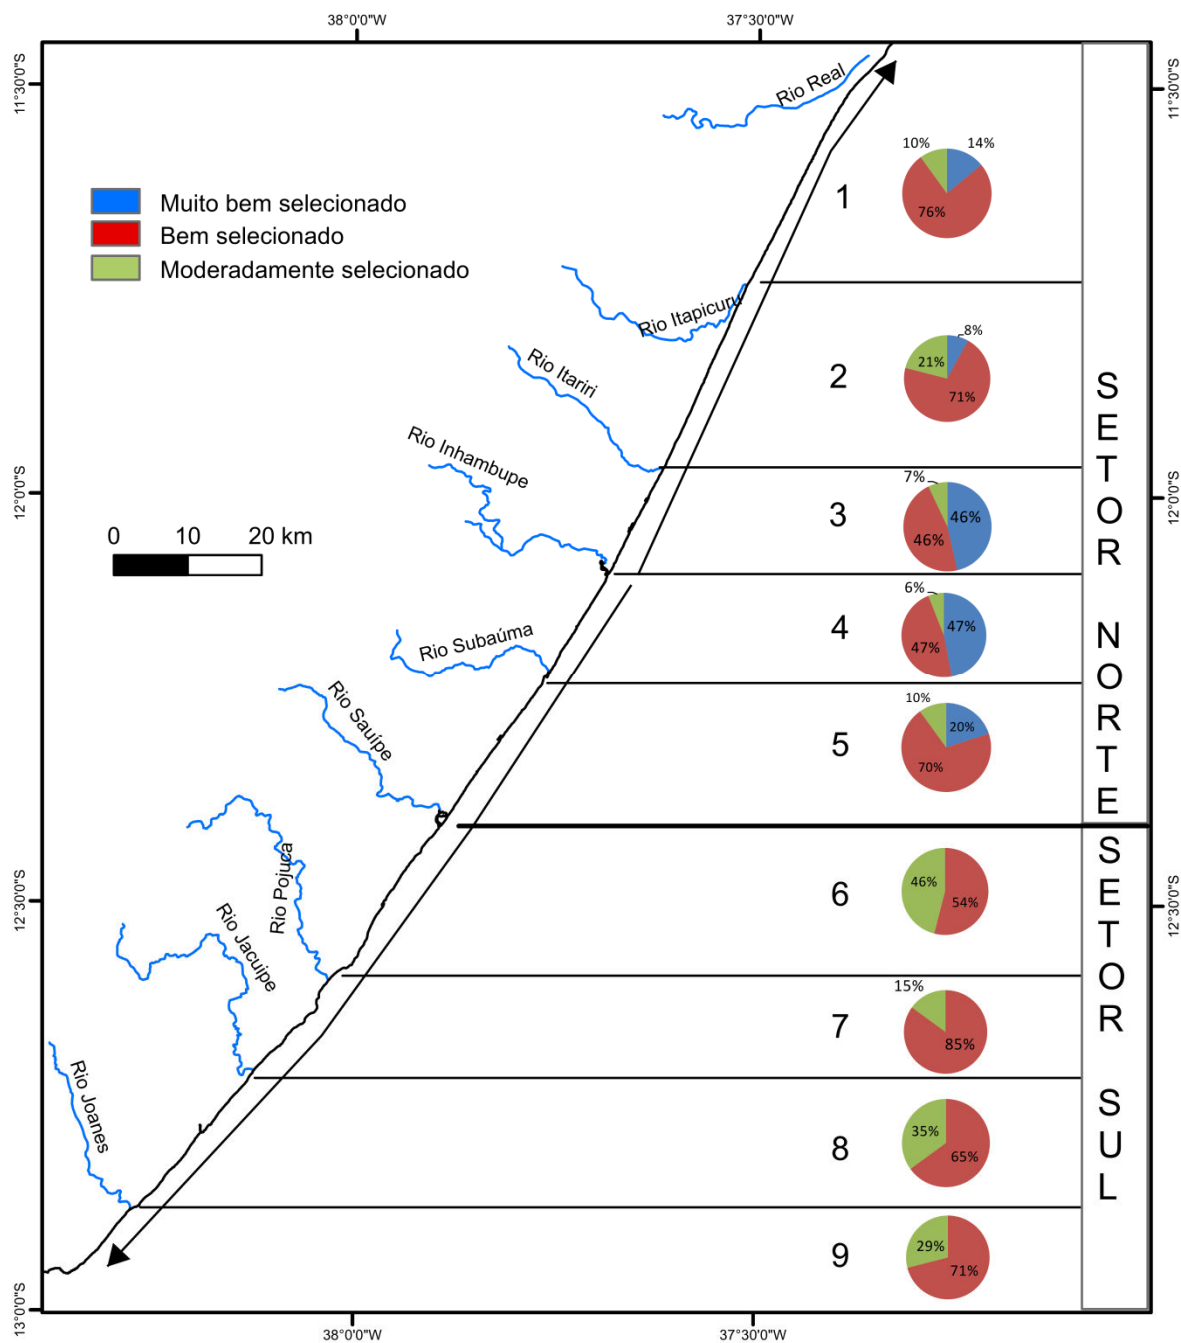 38°0'0"W
37°30'0"W
11°30'0"S
11°30'0"S
Rio Real
Muito bem selecionado
Bem selecionado
Moderadamente selecionado
1
10%
14%
76%
Rio Itapicuru
Rio Itariri
2
8%
21%
71%
Rio Inhambupe
12°0'0"S
12°0'0"S
0 10 20 km
3
7%
46%
46%
Rio Subaúma
4
6%
47%
47%
Rio Sauípe
5
10%
20%
70%
SETOR NORTE
Rio Pojuca
12°30'0"S
12°30'0"S
6
46%
54%
Rio Jacuipe
7
15%
85%
Rio Joanes
8
35%
65%
9
29%
71%
SETOR SUL
13°0'0"S
38°0'0"W
37°30'0"W